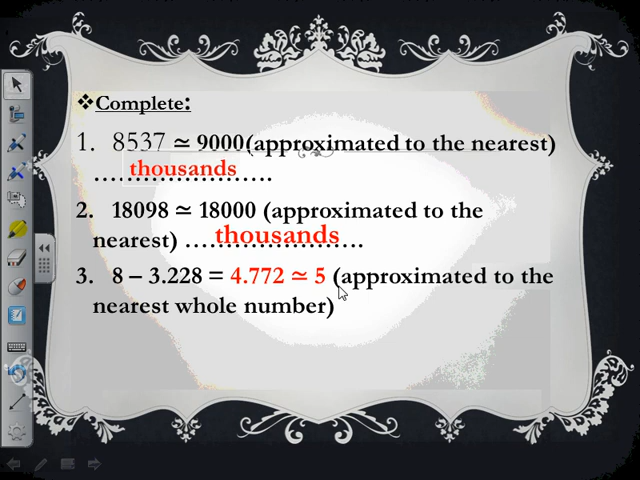 ❖Complete:
1. 8537 ≃ 9000(approximated to the nearest)
thousands
………………….
2. 18098 ≃ 18000 (approximated to the
nearest) ………………….
thousands
3. 8 – 3.228 = 4.772 ≃ 5 (approximated to the
nearest whole number)